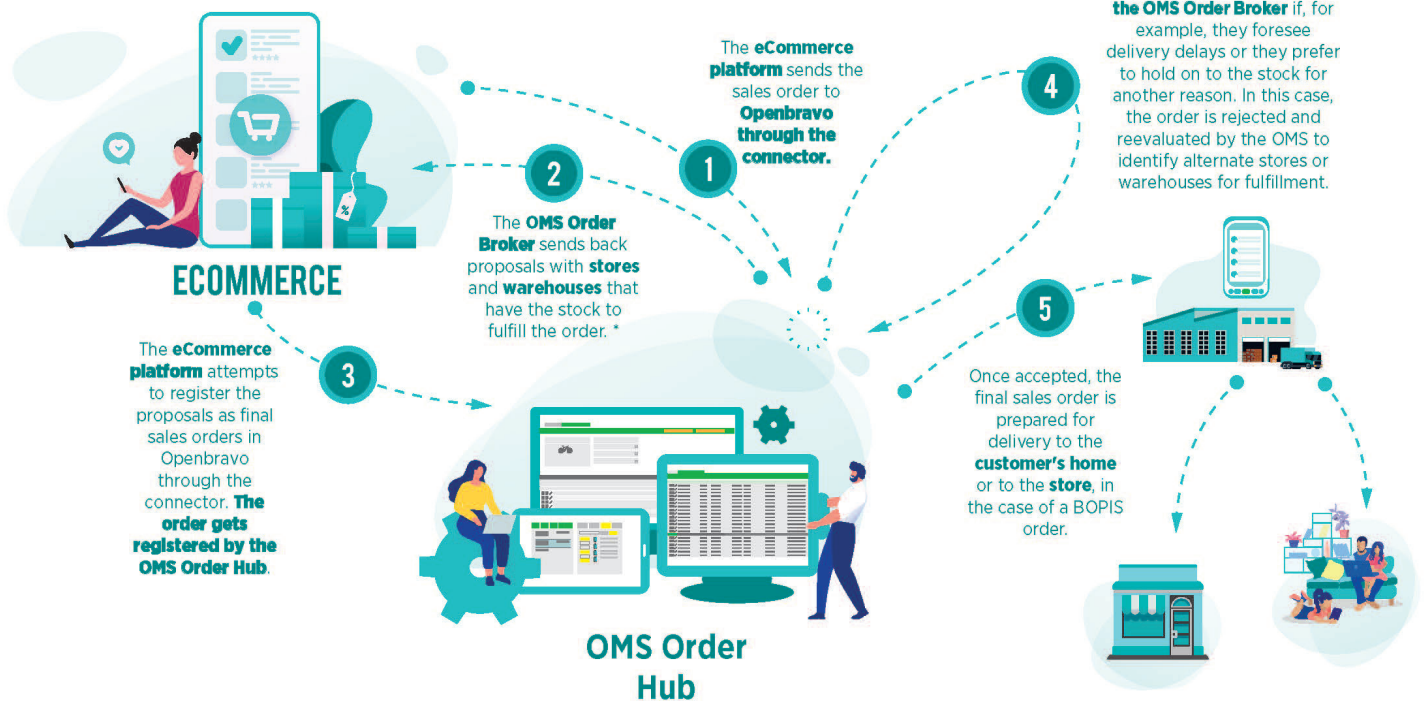 The eCommerce
platform sends the
sales order to
Openbravo
through the
connector.
1
2
The OMS Order
Broker sends back
proposals with stores
and warehouses that
have the stock to
fulfill the order. *
ECOMMERCE
3
The eCommerce
platform attempts
to register the
proposals as final
sales orders in
Openbravo
through the
connector. The
order gets
registered by the
OMS Order Hub.
OMS Order
Hub
4
the OMS Order Broker if, for
example, they foresee
delivery delays or they prefer
to hold on to the stock for
another reason. In this case,
the order is rejected and
reevaluated by the OMS to
identify alternate stores or
warehouses for fulfillment.
5
Once accepted, the
final sales order is
prepared for
delivery to the
customer's home
or to the store, in
the case of a BOPIS
order.
%